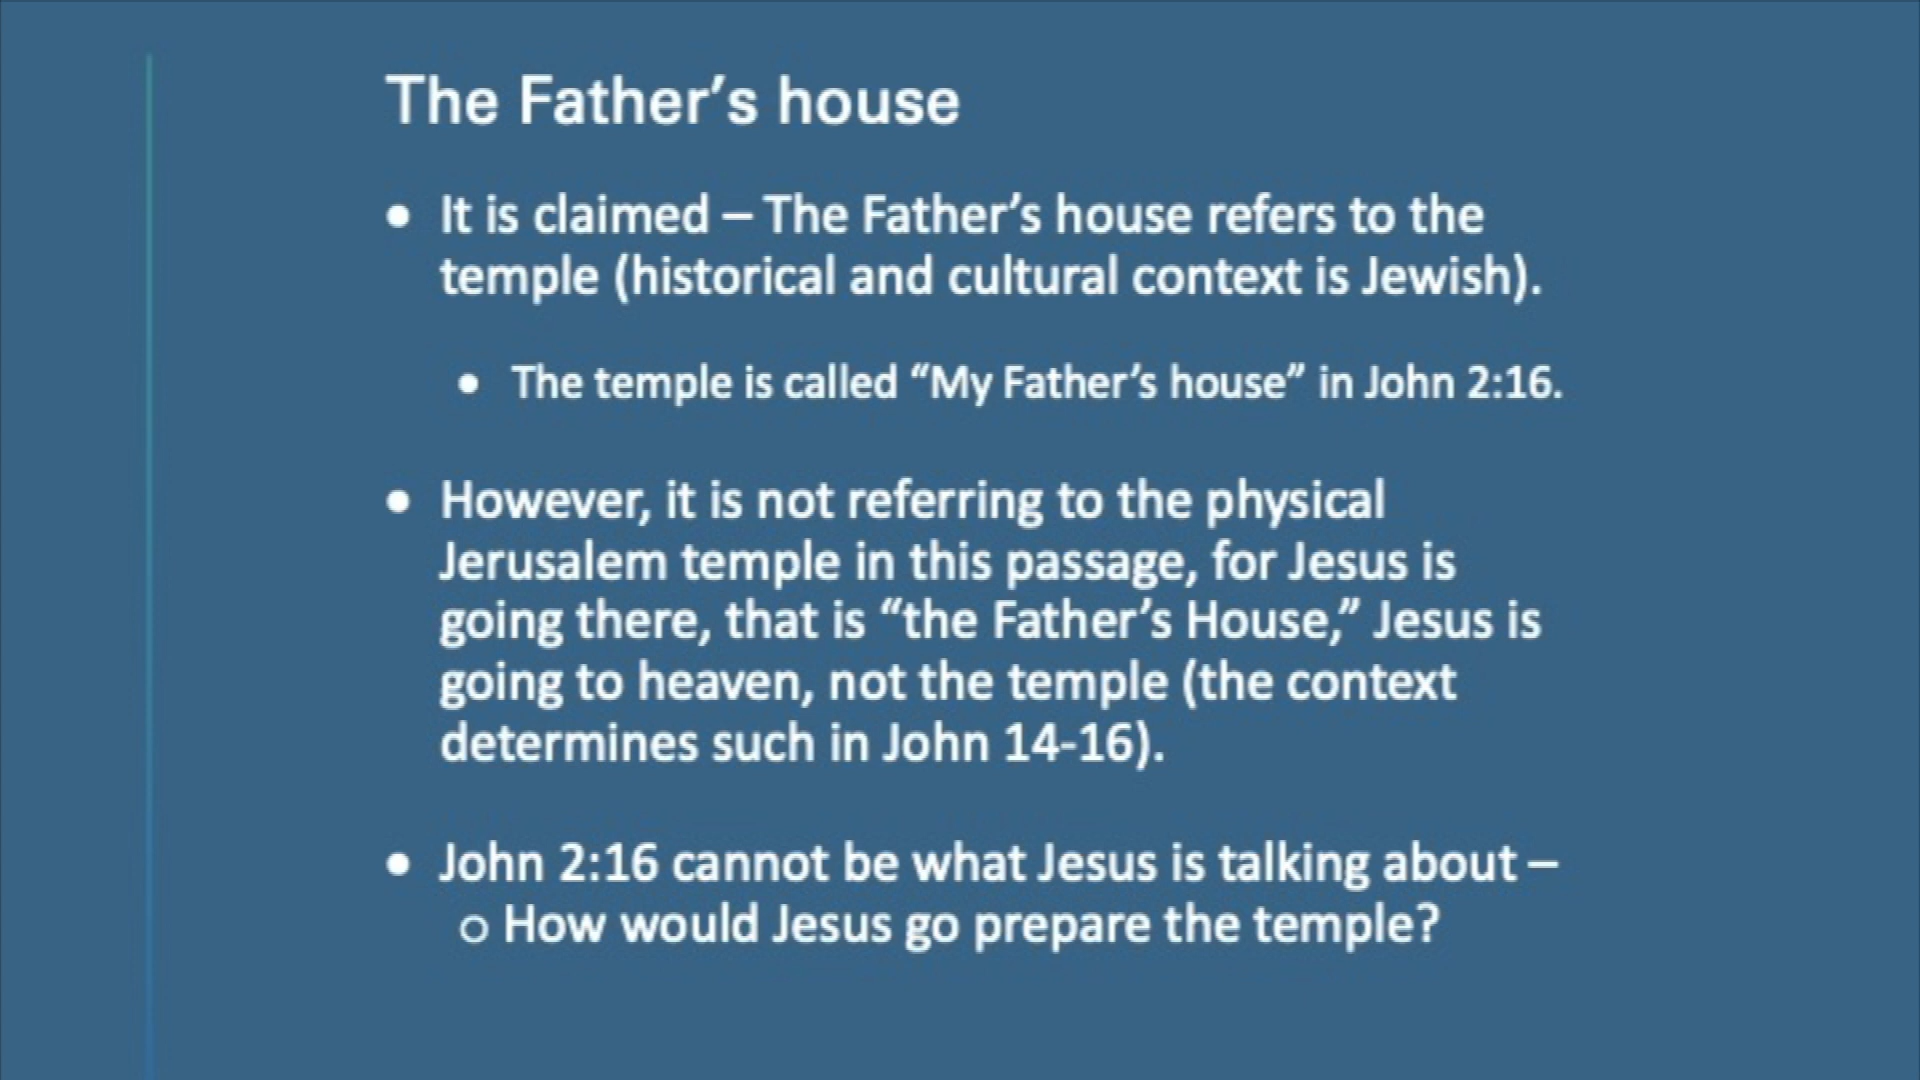 The Father’s house
• It is claimed – The Father’s house refers to the
temple (historical and cultural context is Jewish).
• The temple is called “My Father’s house” in John 2:16.
• However, it is not referring to the physical
Jerusalem temple in this passage, for Jesus is
going there, that is “the Father’s House,” Jesus is
going to heaven, not the temple (the context
determines such in John 14-16).
• John 2:16 cannot be what Jesus is talking about –
○ How would Jesus go prepare the temple?